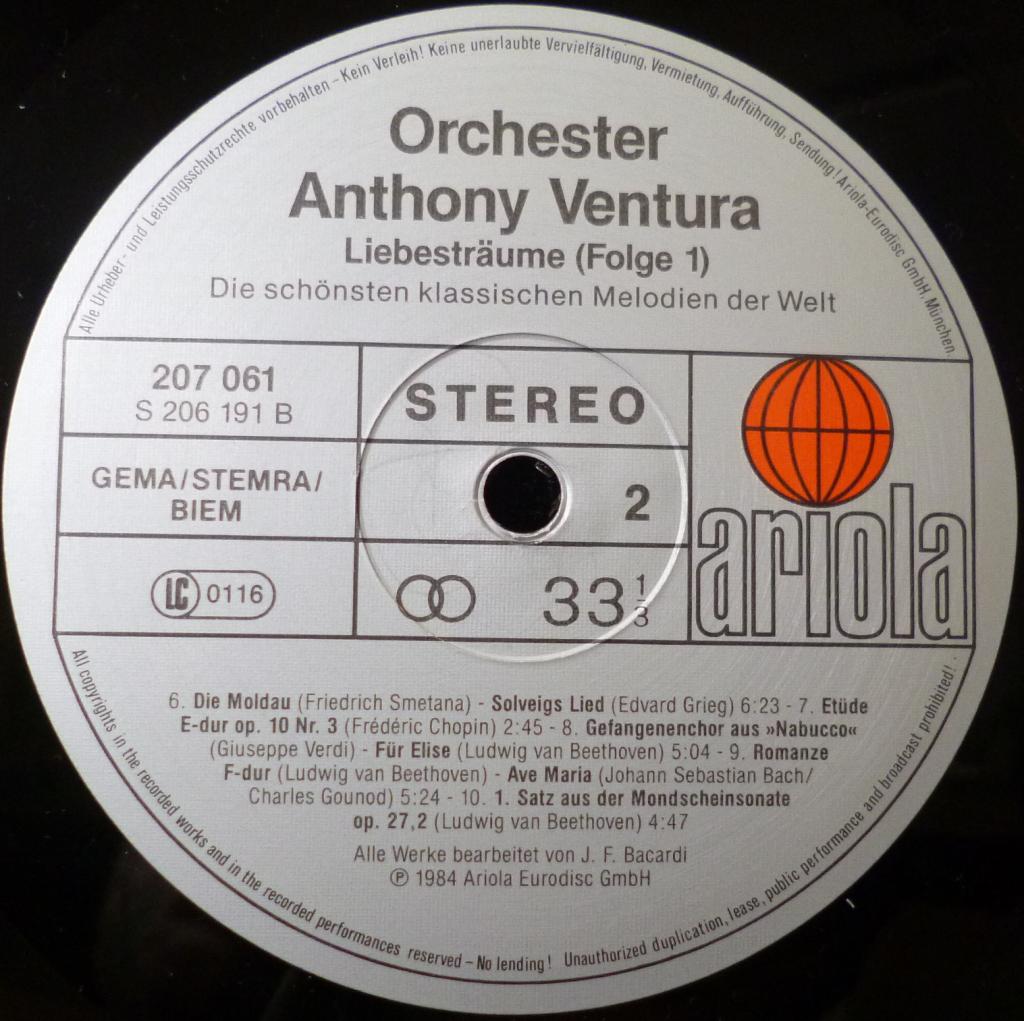 Alle Urheber- und Leistungsschutzrechte vorbehalten – Kein Verleih! Keine unerlaubte Vervielfältigung, Vermietung, Aufführung, Sendung! Ariola-Eurodisc GmbH, München.
Orchester
Anthony Ventura
Liebesträume (Folge 1)
Die schönsten klassischen Melodien der Welt
207 061
S 206 191 B
GEMA/STEMRA/
BIEM
LC 0116
STEREO
2
33 1/3
ariola
6. Die Moldau (Friedrich Smetana) - Solveigs Lied (Edvard Grieg) 6:23 - 7. Etüde
E-dur op. 10 Nr. 3 (Frédéric Chopin) 2:45 - 8. Gefangenenchor aus »Nabucco«
(Giuseppe Verdi) - Für Elise (Ludwig van Beethoven) 5:04 - 9. Romanze
F-dur (Ludwig van Beethoven) - Ave Maria (Johann Sebastian Bach/
Charles Gounod) 5:24 - 10. 1. Satz aus der Mondscheinsonate
op. 27,2 (Ludwig van Beethoven) 4:47
Alle Werke bearbeitet von J. F. Bacardi
℗ 1984 Ariola Eurodisc GmbH
All copyrights in the recorded works and in the recorded performances reserved – No lending! Unauthorized duplication, lease, public performance and broadcast prohibited!